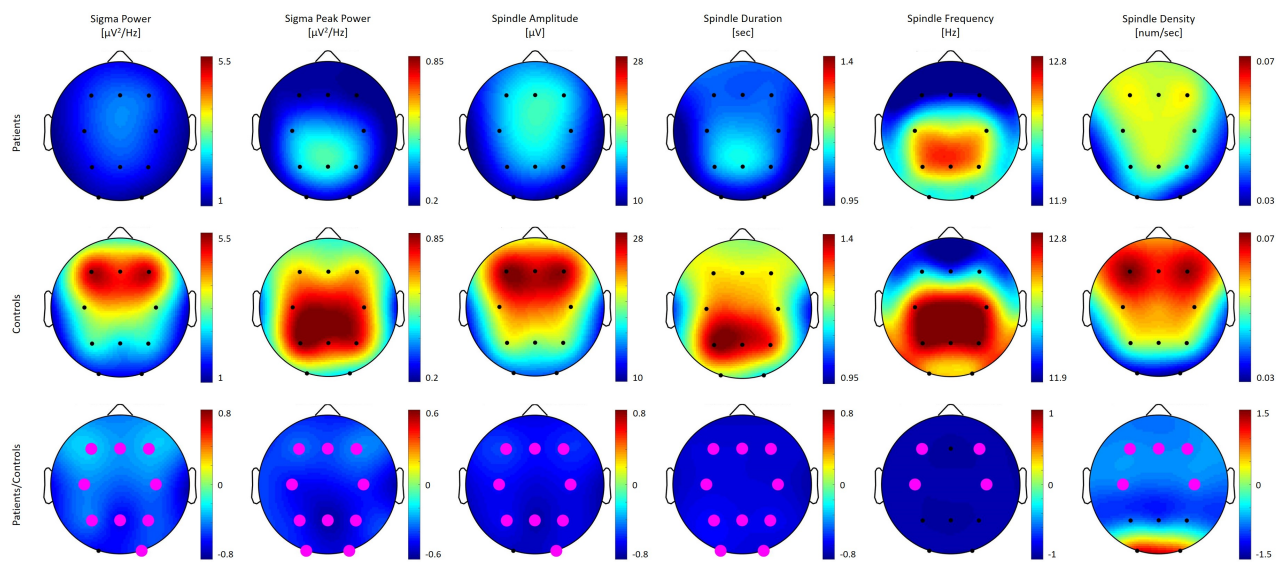 Sigma Power
[µV²/Hz]
Sigma Peak Power
[µV²/Hz]
Spindle Amplitude
[µV]
Spindle Duration
[sec]
Spindle Frequency
[Hz]
Spindle Density
[num/sec]
Patients
5.5
1
0.85
0.2
28
10
1.4
0.95
12.8
11.9
0.07
0.03
Controls
5.5
1
0.85
0.2
28
10
1.4
0.95
12.8
11.9
0.07
0.03
Patients/Controls
0.8
0
-0.8
0.6
0
-0.6
0.8
0
-0.8
0.8
0
-0.8
1
0
-1
1.5
0
-1.5